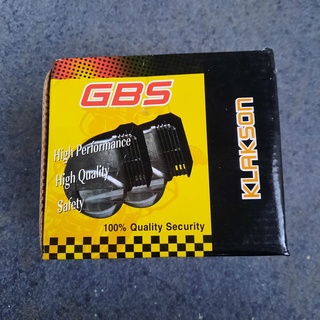 GBS
High Performance
High Quality
Safety
100% Quality Security
KLAKSON